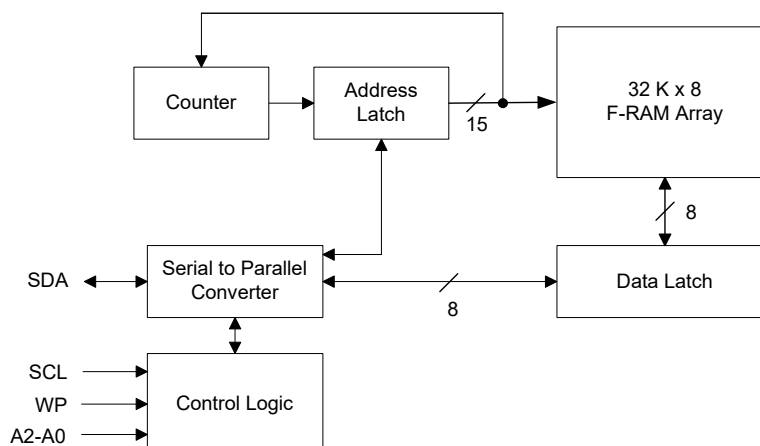 32 K x 8
F-RAM Array
Counter
Address
Latch
15
8
SDA
Serial to Parallel
Converter
8
Data Latch
SCL
WP
A2-A0
Control Logic